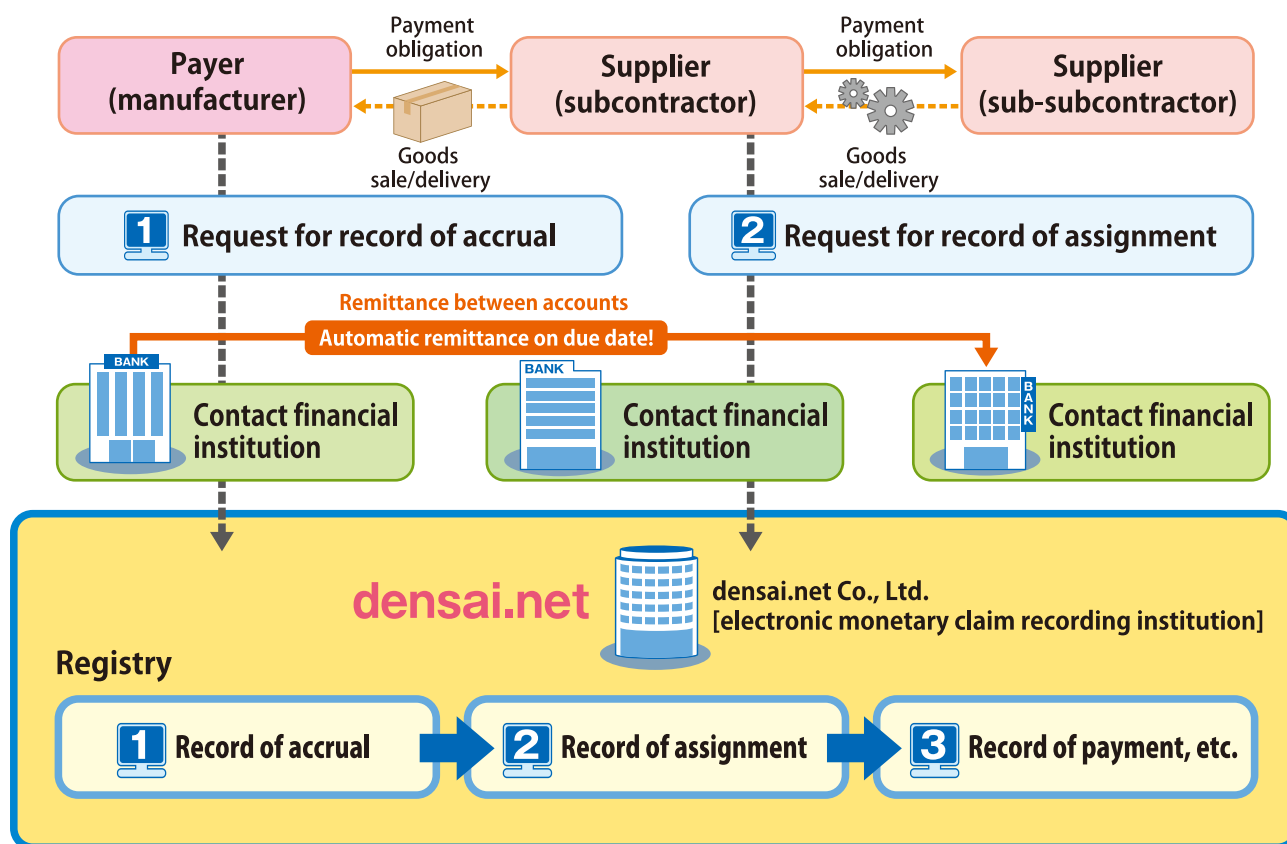 Payment
obligation
Payment
obligation
Payer
(manufacturer)
Supplier
(subcontractor)
Supplier
(sub-subcontractor)
Goods
sale/delivery
Goods
sale/delivery
1 Request for record of accrual
2 Request for record of assignment
Remittance between accounts
Automatic remittance on due date!
BANK
BANK
BANK
Contact financial
institution
Contact financial
institution
Contact financial
institution
densai.net
densai.net Co., Ltd.
[electronic monetary claim recording institution]
Registry
1 Record of accrual
2 Record of assignment
3 Record of payment, etc.